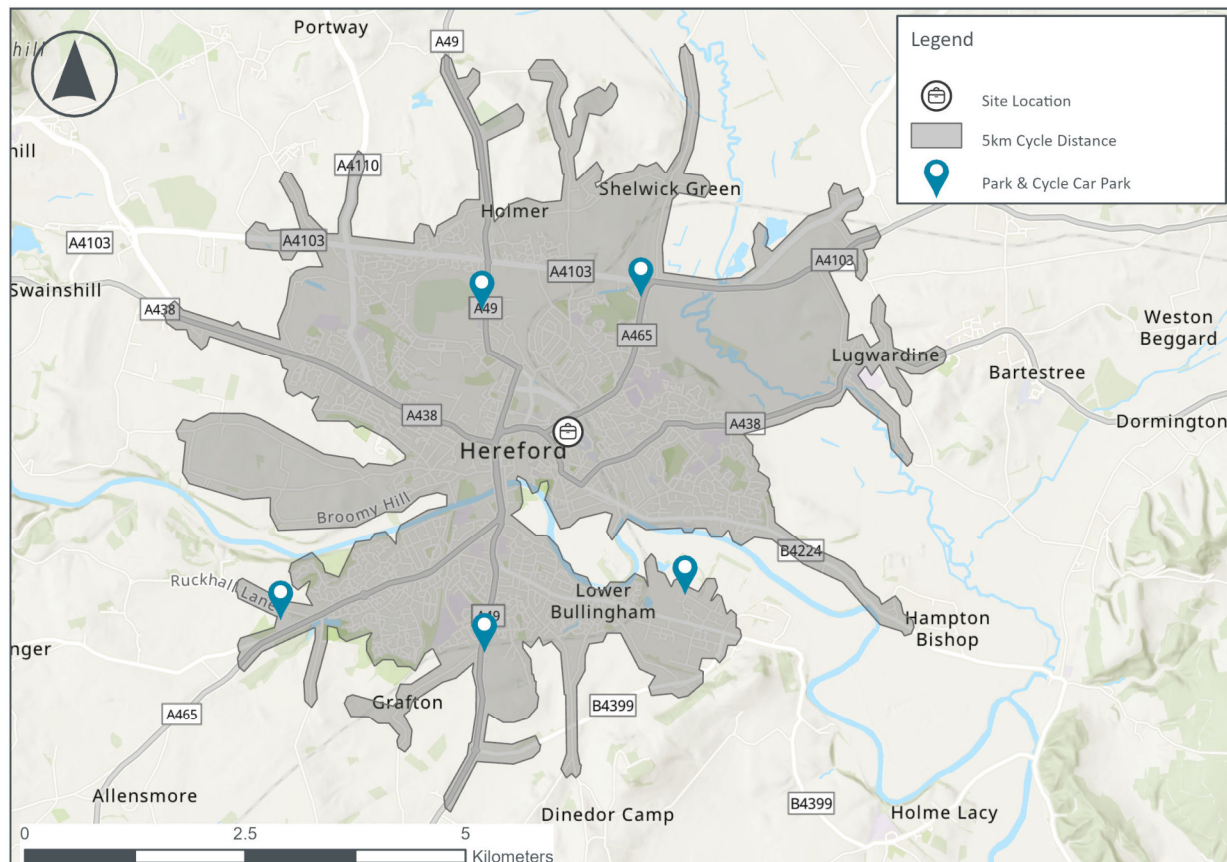 Portway
A49
Legend
Site Location
5km Cycle Distance
Park & Cycle Car Park
hill
hill
A4110
Shelwick Green
Holmer
A4103
A4103
A4103
A4103
Swainshill
A438
A49
A465
Weston
Beggard
Lugwardine
Bartestree
A438
A438
Dormington
Hereford
Broomy Hill
B4224
Ruckhall Lane
Lower
Bullingham
A49
Hampton
Bishop
nger
Grafton
A465
B4399
Allensmore
Dinedor Camp
B4399
Holme Lacy
0 2.5 5
Kilometers